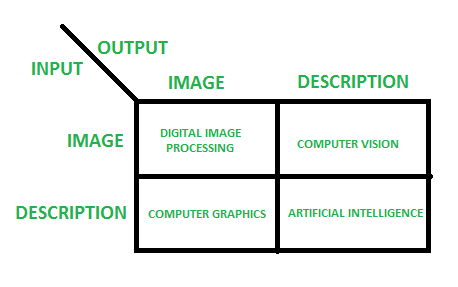 OUTPUT
INPUT
IMAGE
DESCRIPTION
IMAGE
DIGITAL IMAGE
PROCESSING
COMPUTER VISION
DESCRIPTION
COMPUTER GRAPHICS
ARTIFICIAL INTELLIGENCE